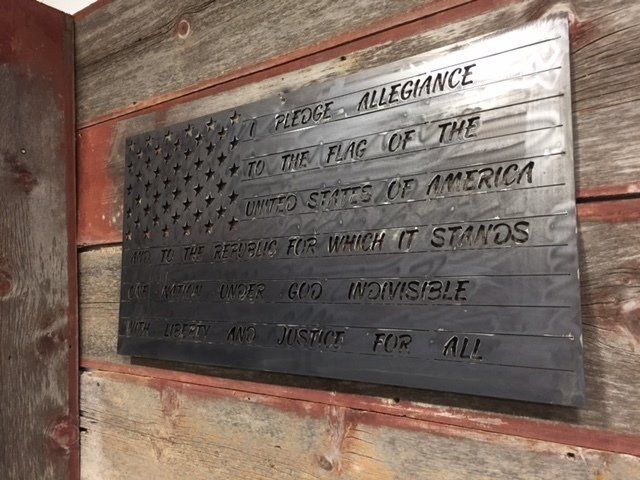 I PLEDGE ALLEGIANCE
TO THE FLAG OF THE
UNITED STATES OF AMERICA
AND TO THE REPUBLIC FOR WHICH IT STANDS
ONE NATION UNDER GOD INDIVISIBLE
WITH LIBERTY AND JUSTICE FOR ALL